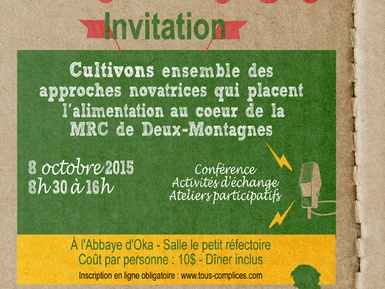 Invitation
Cultivons ensemble des
approches novatrices qui placent
l'alimentation au coeur de la
MRC de Deux-Montagnes
8 octobre 2015
8h30 à 16h
Conférence
Activités d'échange
Ateliers participatifs
À l'Abbaye d'Oka - Salle le petit réfectoire
Coût par personne : 10$ - Dîner inclus
Inscription en ligne obligatoire : www.tous-complices.com